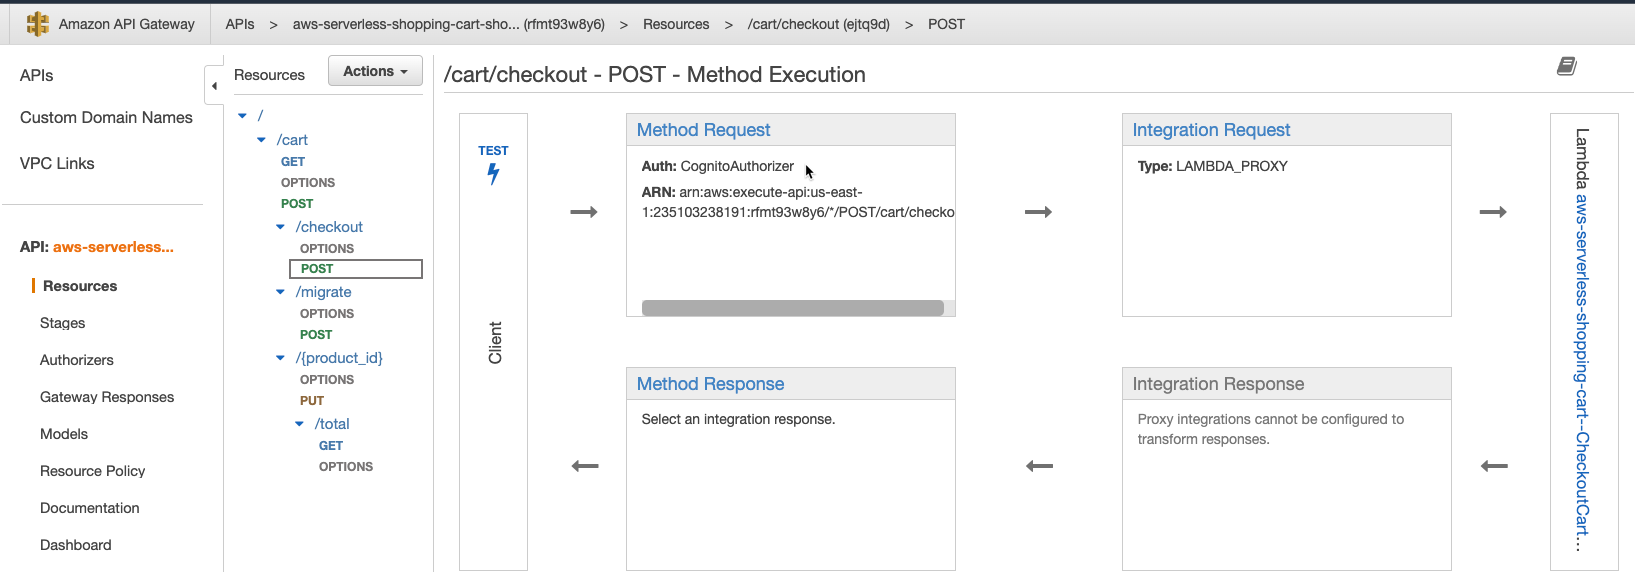 Amazon API Gateway
APIs > aws-serverless-shopping-cart-sho... (rfmt93w8y6) > Resources > /cart/checkout (ejtq9d) > POST
APIs
Custom Domain Names
VPC Links
API: aws-serverless...
Resources
Stages
Authorizers
Gateway Responses
Models
Resource Policy
Documentation
Dashboard
Resources
Actions
/
/cart
GET
OPTIONS
POST
/checkout
OPTIONS
POST
/migrate
OPTIONS
POST
/{product_id}
OPTIONS
PUT
/total
GET
OPTIONS
/cart/checkout - POST - Method Execution
TEST
Client
Method Request
Auth: CognitoAuthorizer
ARN: arn:aws:execute-api:us-east-
1:235103238191:rfmt93w8y6/*/POST/cart/checko
Integration Request
Type: LAMBDA_PROXY
Method Response
Select an integration response.
Integration Response
Proxy integrations cannot be configured to
transform responses.
Lambda aws-serverless-shopping-cart--CheckoutCart...